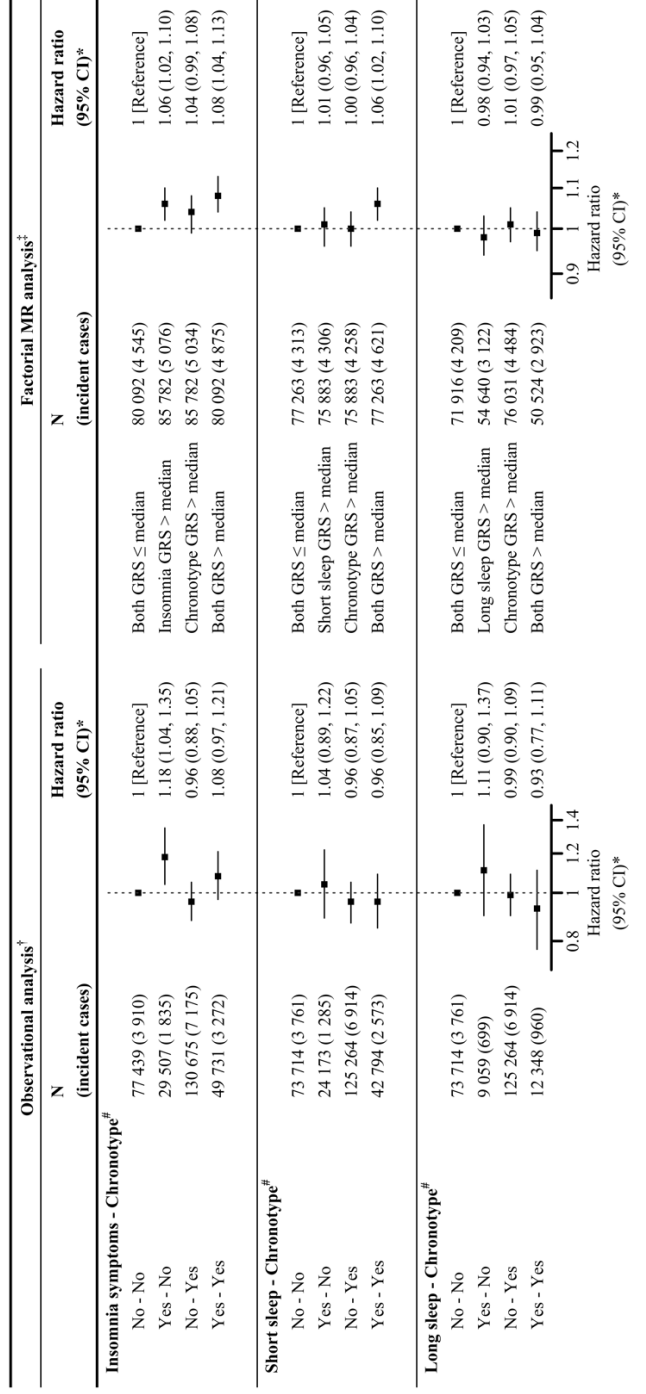 Observational analysis† Factorial MR analysis‡
N (incident cases) Hazard ratio (95% CI)* N (incident cases) Hazard ratio (95% CI)*
Insomnia symptoms - Chronotype#
No - No 77 439 (3 910) 1 [Reference] Both GRS ≤ median 80 092 (4 545) 1 [Reference]
Yes - No 29 507 (1 835) 1.18 (1.04, 1.35) Insomnia GRS > median 85 782 (5 076) 1.06 (1.02, 1.10)
No - Yes 130 675 (7 175) 0.96 (0.88, 1.05) Chronotype GRS > median 85 782 (5 034) 1.04 (0.99, 1.08)
Yes - Yes 49 731 (3 272) 1.08 (0.97, 1.21) Both GRS > median 80 092 (4 875) 1.08 (1.04, 1.13)
Short sleep - Chronotype#
No - No 73 714 (3 761) 1 [Reference] Both GRS ≤ median 77 263 (4 313) 1 [Reference]
Yes - No 24 173 (1 285) 1.04 (0.89, 1.22) Short sleep GRS > median 75 883 (4 306) 1.01 (0.96, 1.05)
No - Yes 125 264 (6 914) 0.96 (0.87, 1.05) Chronotype GRS > median 75 883 (4 258) 1.00 (0.96, 1.04)
Yes - Yes 42 794 (2 573) 0.96 (0.85, 1.09) Both GRS > median 77 263 (4 621) 1.06 (1.02, 1.10)
Long sleep - Chronotype#
No - No 73 714 (3 761) 1 [Reference] Both GRS ≤ median 71 916 (4 209) 1 [Reference]
Yes - No 9 059 (699) 1.11 (0.90, 1.37) Long sleep GRS > median 54 640 (3 122) 0.98 (0.94, 1.03)
No - Yes 125 264 (6 914) 0.99 (0.90, 1.09) Chronotype GRS > median 76 031 (4 484) 1.01 (0.97, 1.05)
Yes - Yes 12 348 (960) 0.93 (0.77, 1.11) Both GRS > median 50 524 (2 923) 0.99 (0.95, 1.04)
0.8 1 1.2 1.4 0.9 1 1.1 1.2
Hazard ratio Hazard ratio
(95% CI)* (95% CI)*